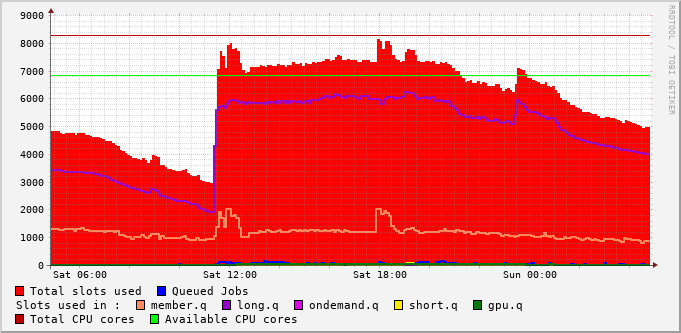 9000
8000
7000
6000
5000
4000
3000
2000
1000
0
Sat 06:00 Sat 12:00 Sat 18:00 Sun 00:00
RRDTOOL / TOBI OETIKER
Total slots used Queued Jobs
Slots used in : member.q long.q ondemand.q short.q gpu.q
Total CPU cores Available CPU cores